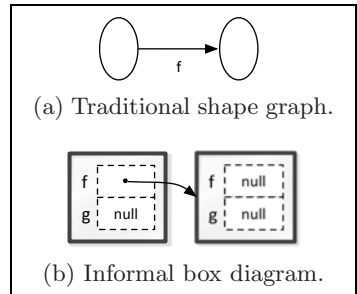 f
(a) Traditional shape graph.
f f null
g null g null
(b) Informal box diagram.